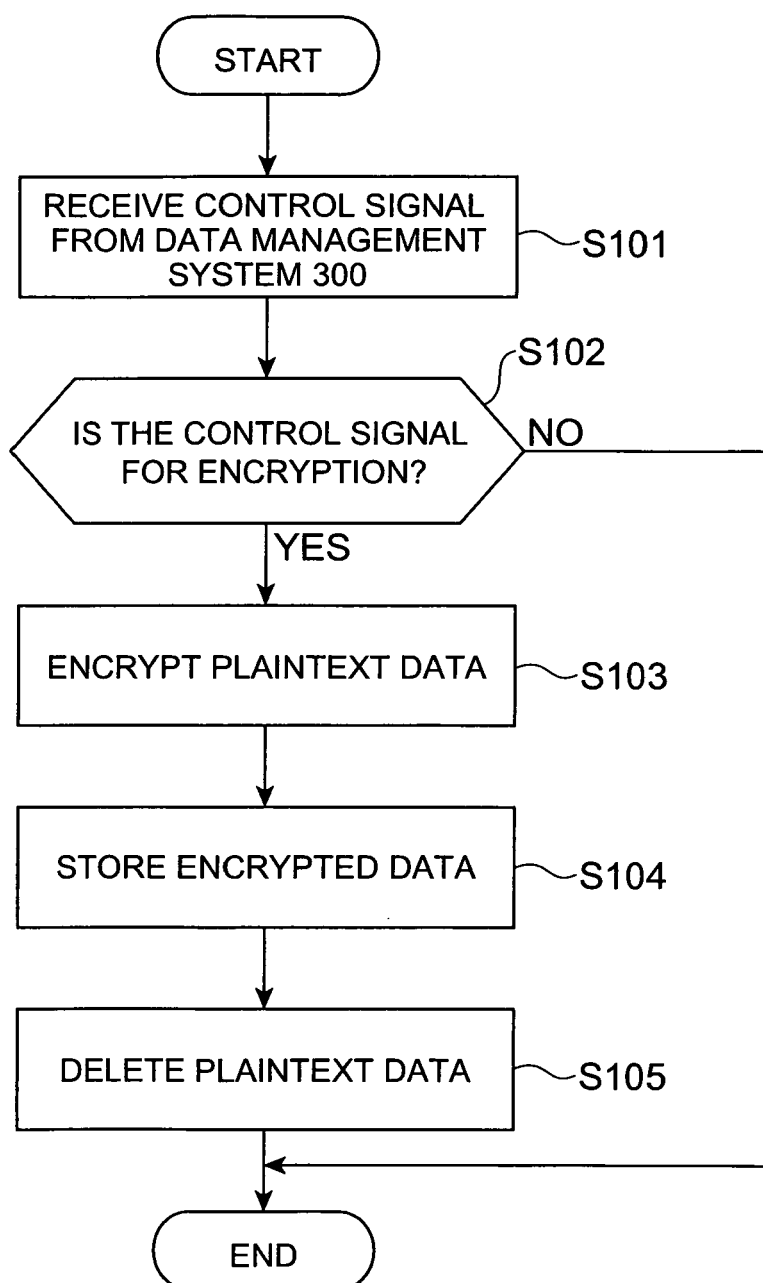 START
RECEIVE CONTROL SIGNAL
FROM DATA MANAGEMENT
SYSTEM 300
S101
S102
IS THE CONTROL SIGNAL
FOR ENCRYPTION?
NO
YES
ENCRYPT PLAINTEXT DATA
S103
STORE ENCRYPTED DATA
S104
DELETE PLAINTEXT DATA
S105
END